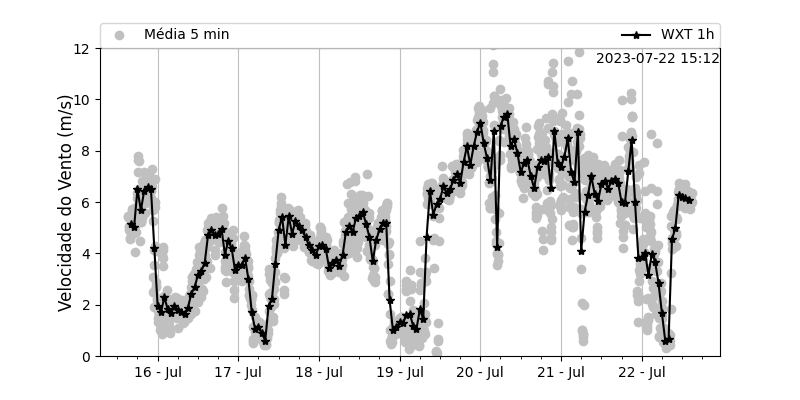 Média 5 min
WXT 1h
2023-07-22 15:12
Velocidade do Vento (m/s)
12
10
8
6
4
2
0
16 - Jul
17 - Jul
18 - Jul
19 - Jul
20 - Jul
21 - Jul
22 - Jul